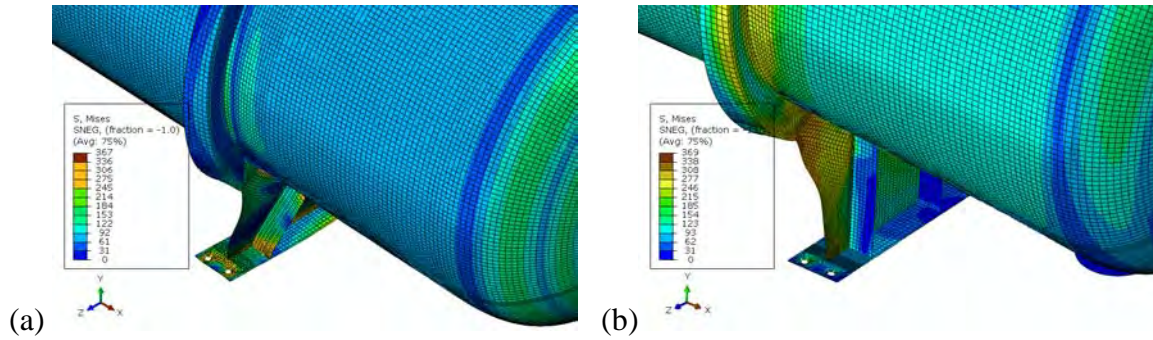 S, Mises
SNEG, (fraction = -1.0)
(Avg: 75%)
367
336
306
275
245
214
184
153
122
92
61
31
0
Y
Z
X
(a)
S, Mises
SNEG, (fraction = -
(Avg: 75%)
369
338
308
277
246
215
185
154
123
93
62
31
0
Y
Z
X
(b)